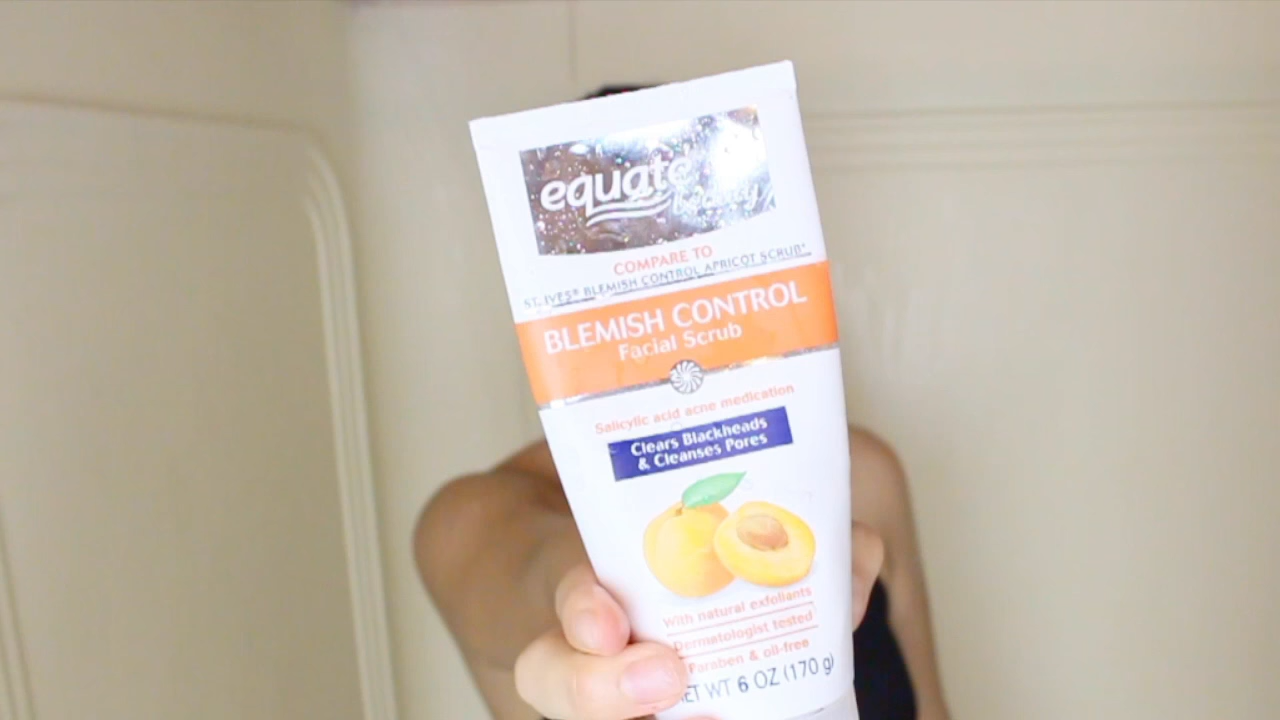 equate
beauty
COMPARE TO
ST. IVES® BLEMISH CONTROL APRICOT SCRUB*
BLEMISH CONTROL
Facial Scrub
Salicylic acid acne medication
Clears Blackheads
& Cleanses Pores
With natural exfoliants
Dermatologist tested
Paraben & oil-free
NET WT 6 OZ (170 g)